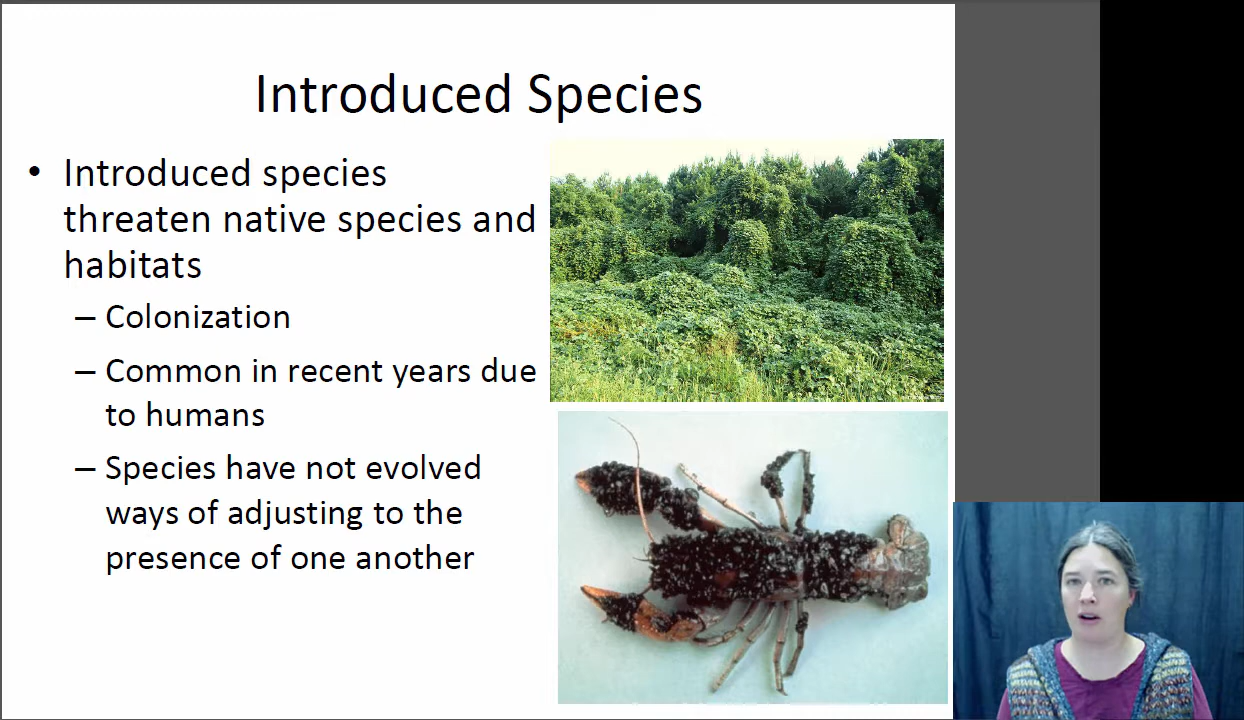 Introduced Species
• Introduced species
threaten native species and
habitats
– Colonization
– Common in recent years due
to humans
– Species have not evolved
ways of adjusting to the
presence of one another